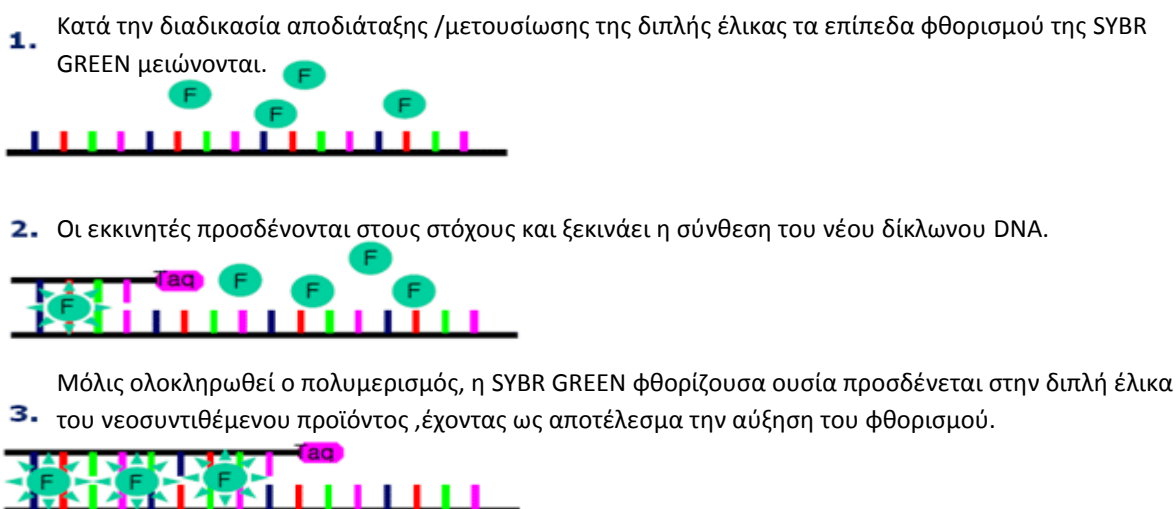 1. Κατά την διαδικασία αποδιάταξης /μετουσίωσης της διπλής έλικας τα επίπεδα φθορισμού της SYBR
GREEN μειώνονται.
F F F F
2. Οι εκκινητές προσδένονται στους στόχους και ξεκινάει η σύνθεση του νέου δίκλωνου DNA.
F Taq F F F F
Μόλις ολοκληρωθεί ο πολυμερισμός, η SYBR GREEN φθορίζουσα ουσία προσδένεται στην διπλή έλικα
3. του νεοσυντιθέμενου προϊόντος ,έχοντας ως αποτέλεσμα την αύξηση του φθορισμού.
Taq
F F F